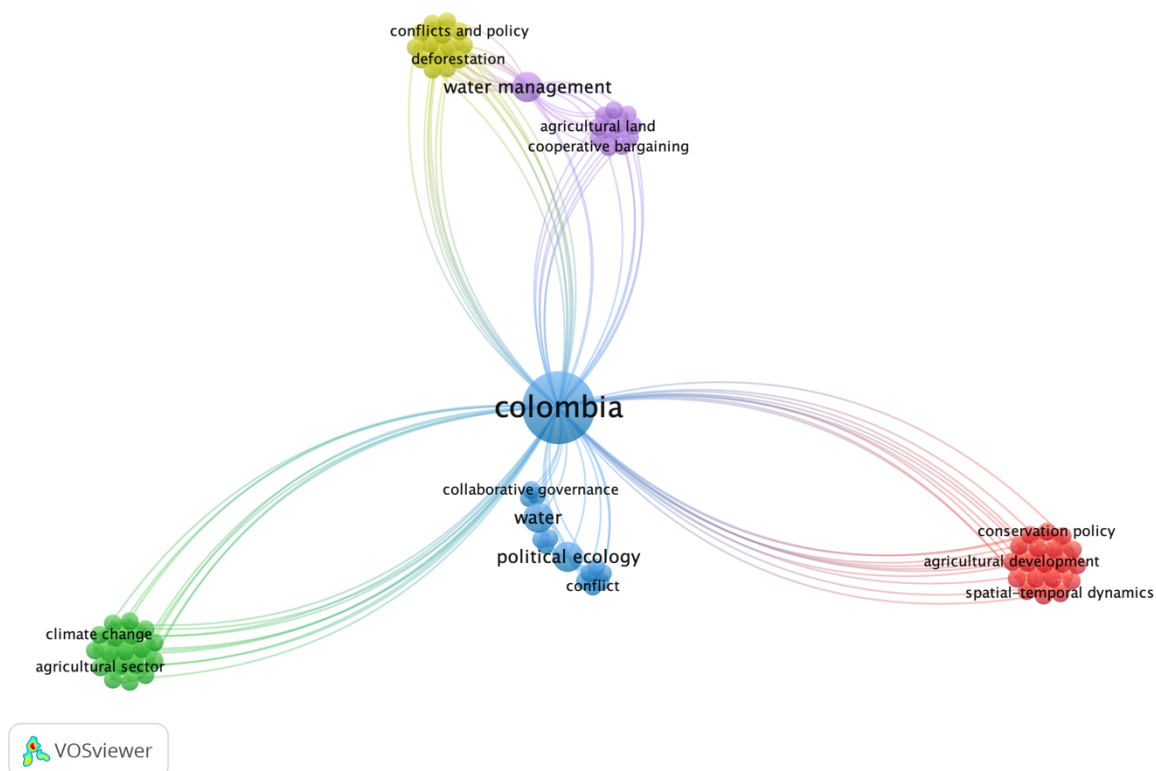 conflicts and policy
deforestation
water management
agricultural land
cooperative bargaining
colombia
collaborative governance
water
political ecology
conflict
conservation policy
agricultural development
spatial-temporal dynamics
climate change
agricultural sector
VOSviewer